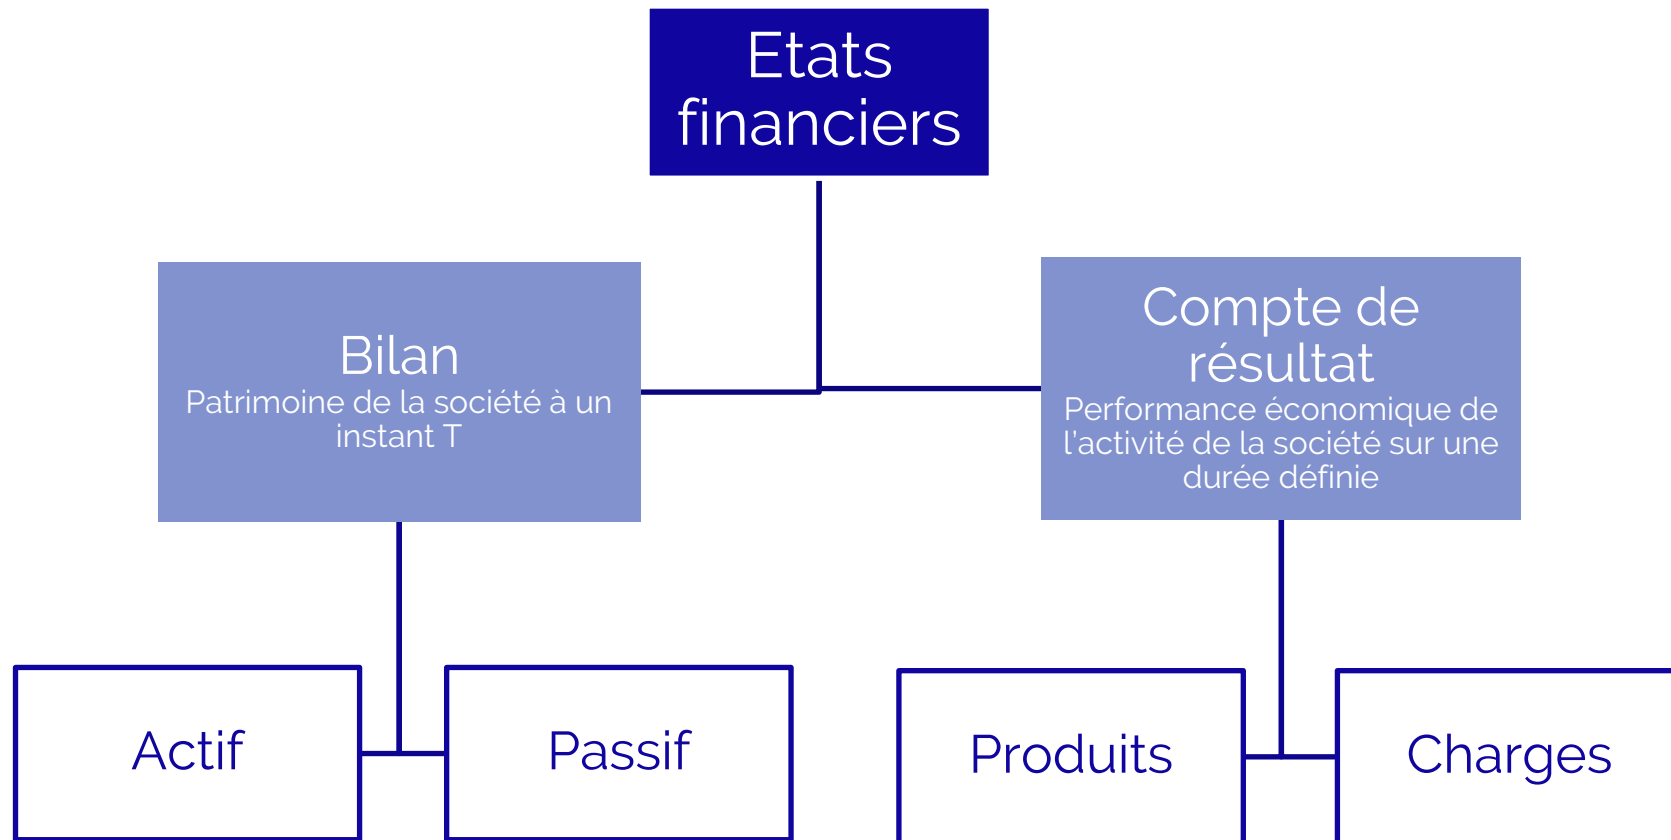 Etats
financiers
Bilan
Patrimoine de la société à un
instant T
Compte de
résultat
Performance économique de
l'activité de la société sur une
durée définie
Actif
Passif
Produits
Charges